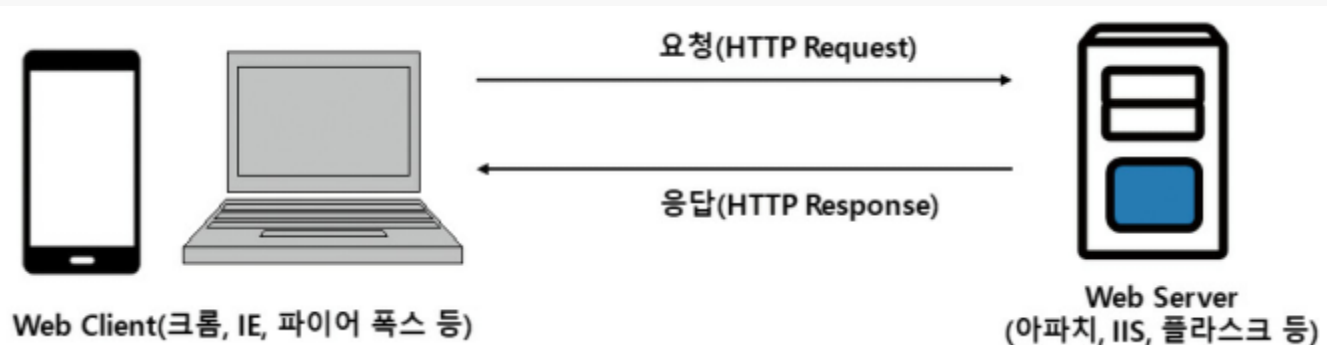 요청(HTTP Request)
응답(HTTP Response)
Web Client(크롬, IE, 파이어 폭스 등)
Web Server
(아파치, IIS, 플라스크 등)